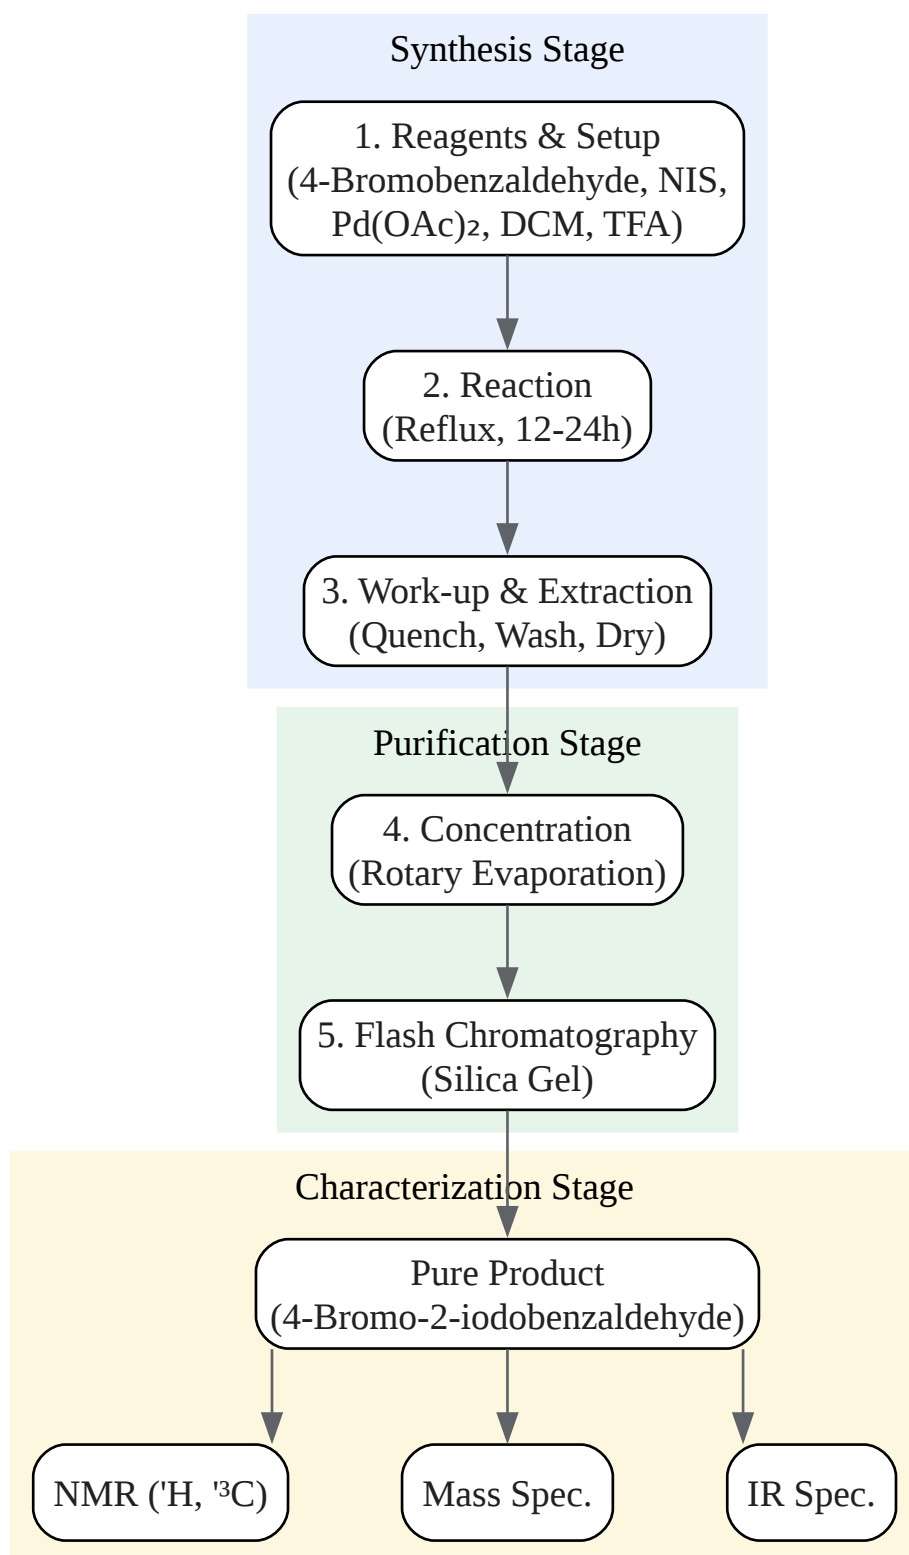 Synthesis Stage
1. Reagents & Setup
(4-Bromobenzaldehyde, NIS,
Pd(OAc)₂, DCM, TFA)
2. Reaction
(Reflux, 12-24h)
3. Work-up & Extraction
(Quench, Wash, Dry)
Purification Stage
4. Concentration
(Rotary Evaporation)
5. Flash Chromatography
(Silica Gel)
Characterization Stage
Pure Product
(4-Bromo-2-iodobenzaldehyde)
NMR ('H, '³C)
Mass Spec.
IR Spec.